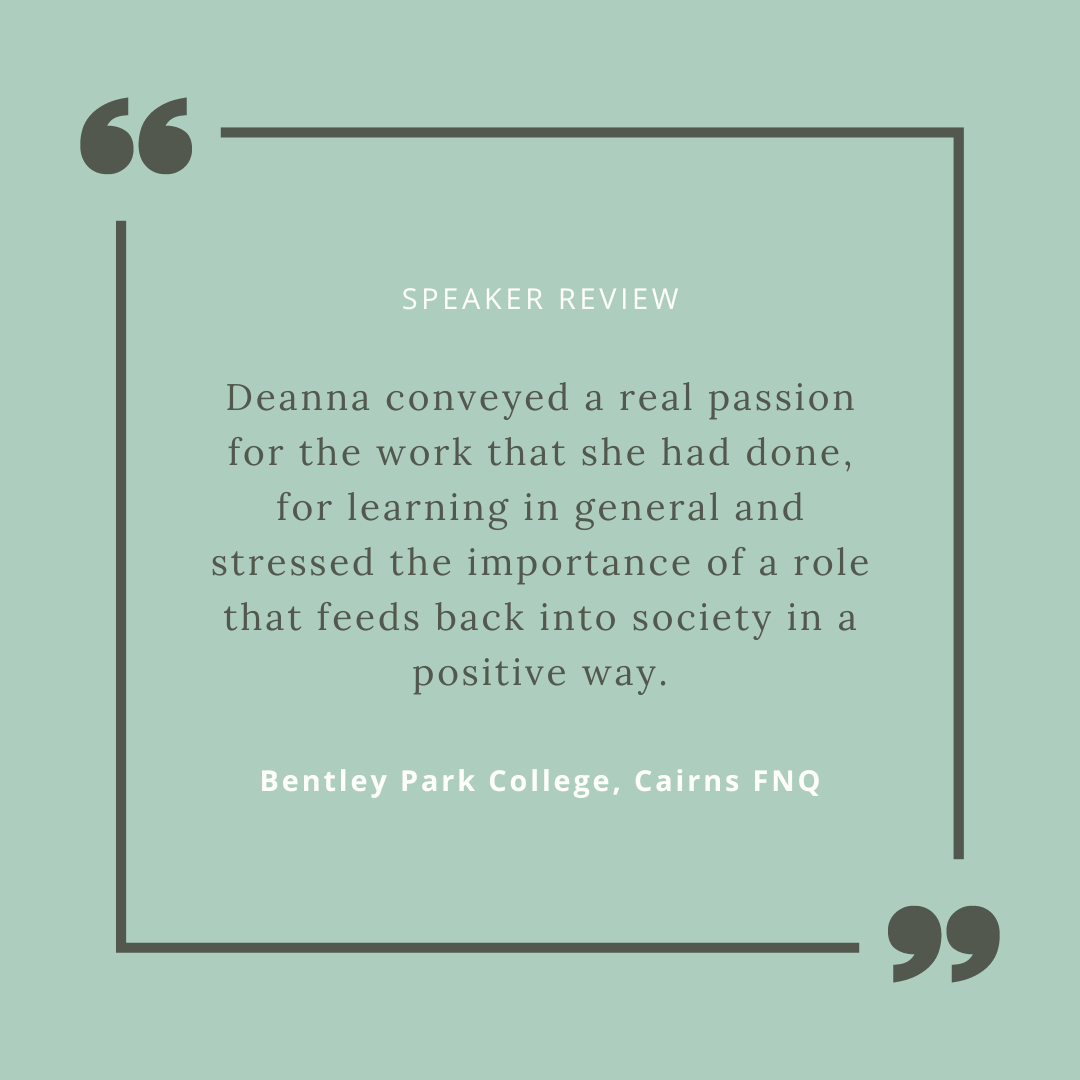 SPEAKER REVIEW
Deanna conveyed a real passion
for the work that she had done,
for learning in general and
stressed the importance of a role
that feeds back into society in a
positive way.
Bentley Park College, Cairns FNQ